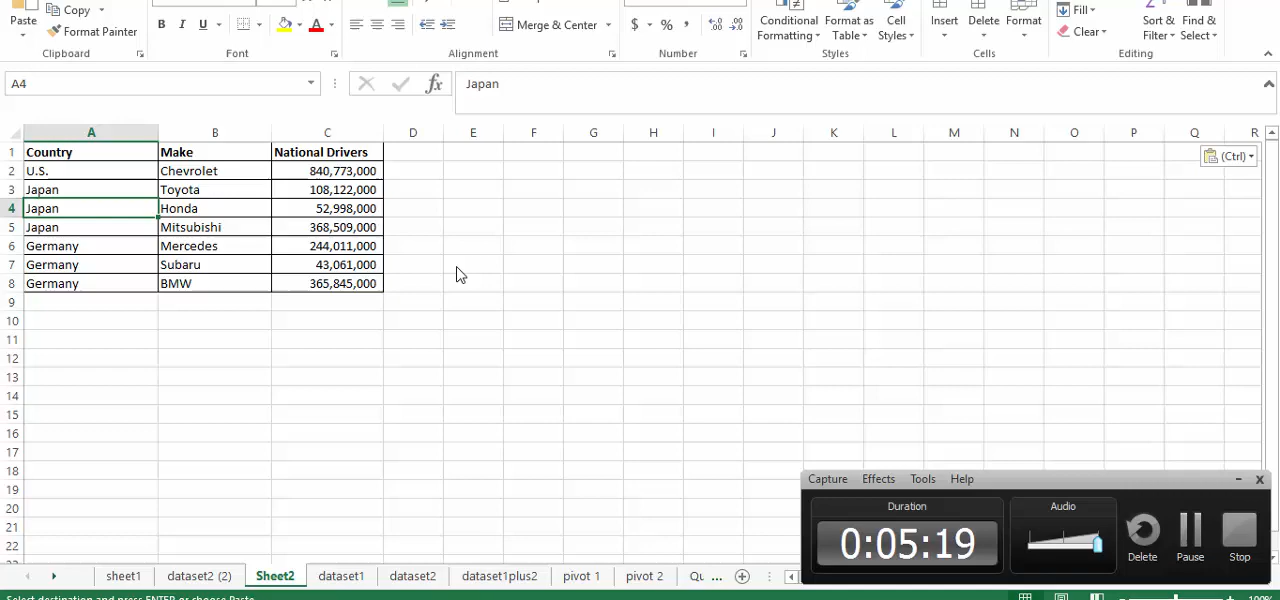 Paste
Copy
Format Painter
B I U
A
Merge & Center
$ % ,
Conditional Formatting
Format as Table
Cell Styles
Insert
Delete
Format
Fill
Clear
Sort & Filter
Find & Select
Clipboard
Font
Alignment
Number
Styles
Cells
Editing
A4
fx
Japan
A B C D E F G H I J K L M N O P Q R
1 Country Make National Drivers
2 U.S. Chevrolet 840,773,000
3 Japan Toyota 108,122,000
4 Japan Honda 52,998,000
5 Japan Mitsubishi 368,509,000
6 Germany Mercedes 244,011,000
7 Germany Subaru 43,061,000
8 Germany BMW 365,845,000
9
10
11
12
13
14
15
16
17
18
19
20
21
22
(Ctrl)
Capture Effects Tools Help
Duration
0:05:19
Audio
Delete
Pause
Stop
sheet1 dataset2 (2) Sheet2 dataset1 dataset2 dataset1plus2 pivot 1 pivot 2 Qu ...
Select destination and press ENTER or choose Paste
100%